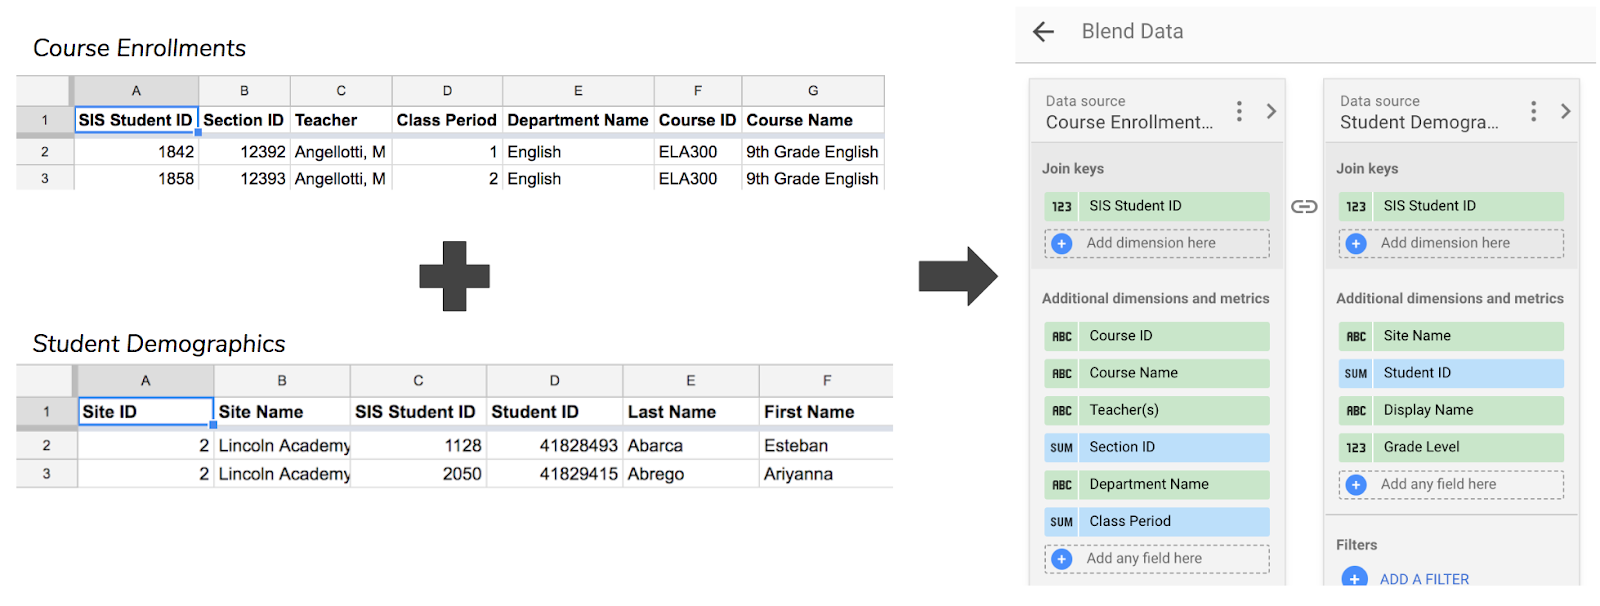 Course Enrollments
A B C D E F G
1 SIS Student ID Section ID Teacher Class Period Department Name Course ID Course Name
2 1842 12392 Angellotti, M 1 English ELA300 9th Grade English
3 1858 12393 Angellotti, M 2 English ELA300 9th Grade English
Student Demographics
A B C D E F
1 Site ID Site Name SIS Student ID Student ID Last Name First Name
2 2 Lincoln Academy 1128 41828493 Abarca Esteban
3 2 Lincoln Academy 2050 41829415 Abrego Ariyanna
Blend Data
Data source
Course Enrollment...
Join keys
123 SIS Student ID
Add dimension here
Additional dimensions and metrics
ABC Course ID
ABC Course Name
ABC Teacher(s)
SUM Section ID
ABC Department Name
SUM Class Period
Add any field here
Data source
Student Demogra...
Join keys
123 SIS Student ID
Add dimension here
Additional dimensions and metrics
ABC Site Name
SUM Student ID
ABC Display Name
123 Grade Level
Add any field here
Filters
ADD A FILTER